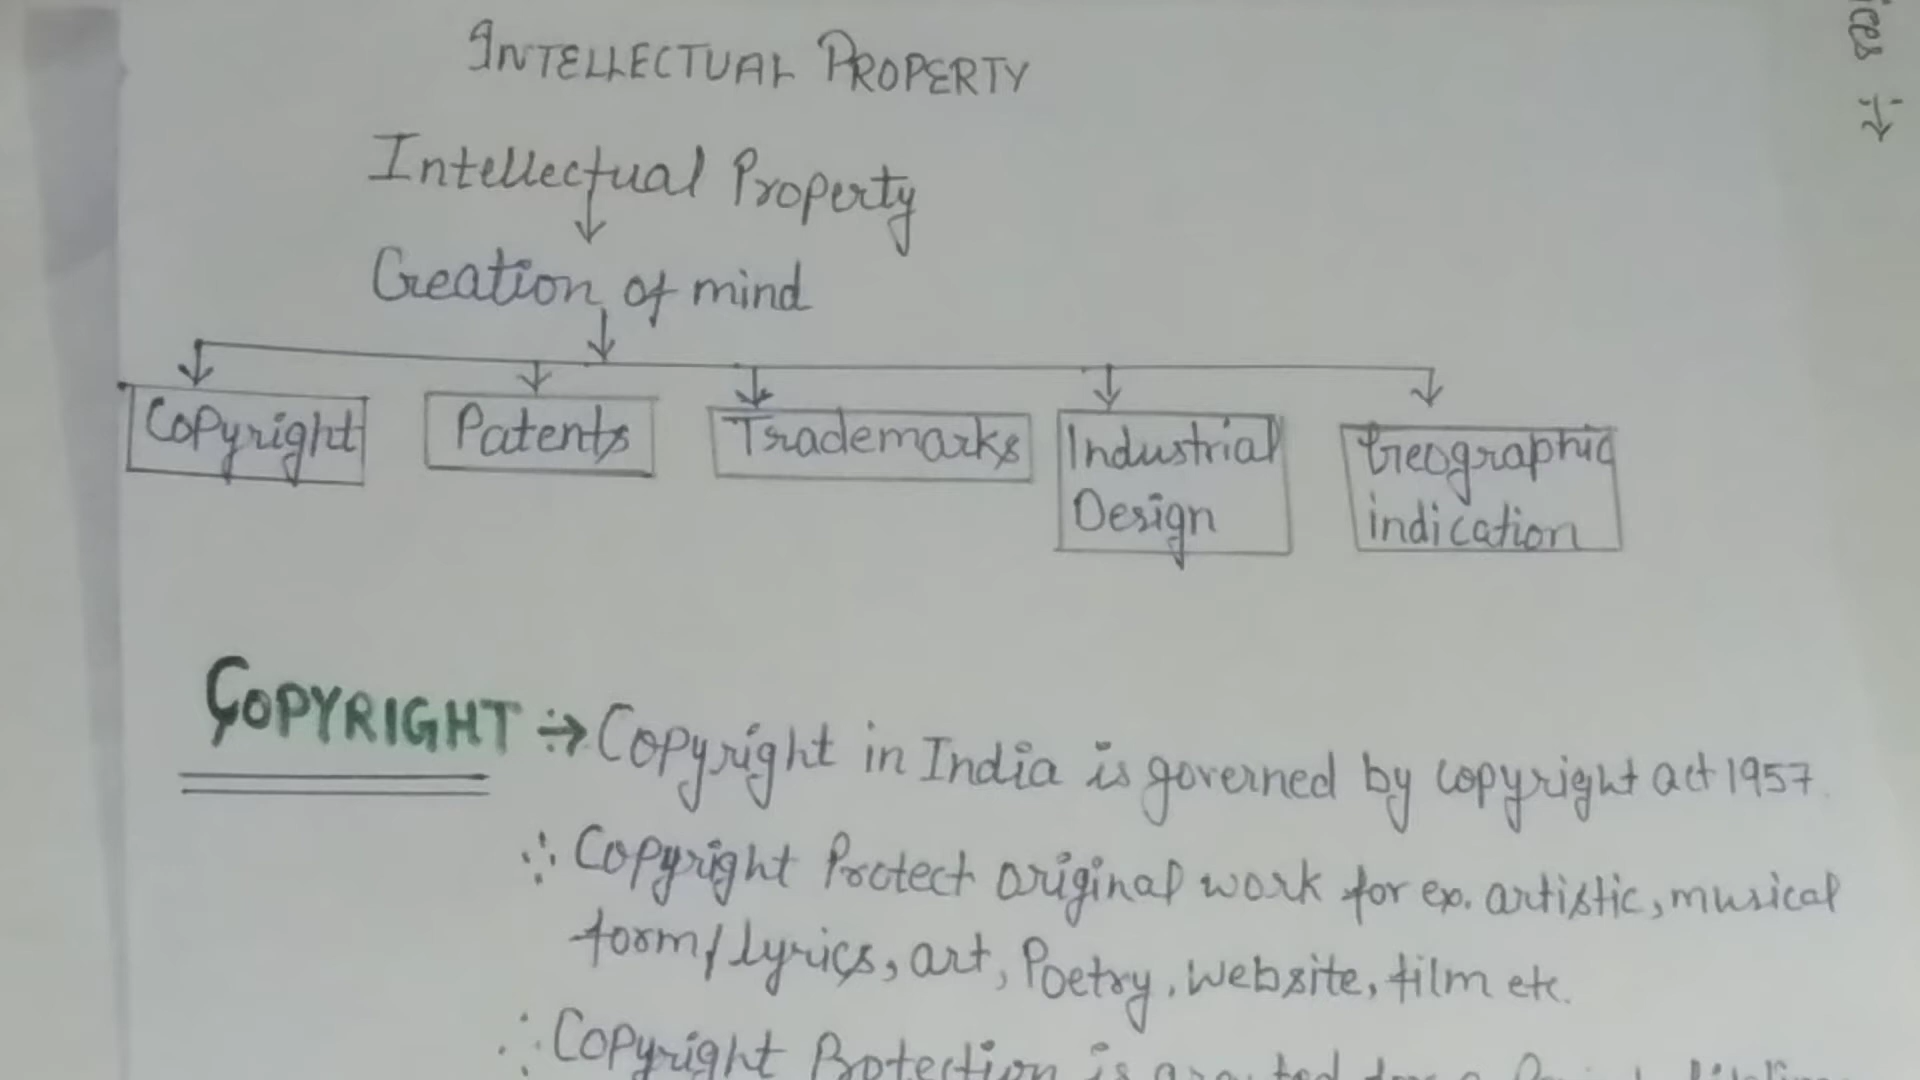 INTELLECTUAL PROPERTY
Intellectual Property
Creation of mind
Copyright
Patents
Trademarks
Industrial
Design
Geographic
indication
COPYRIGHT → Copyright in India is governed by copyright act 1957.
∴ Copyright Protect original work for ex. artistic, musical
form/lyrics, art, Poetry, website, film etc.
∴ Copyright Protection is
ices →